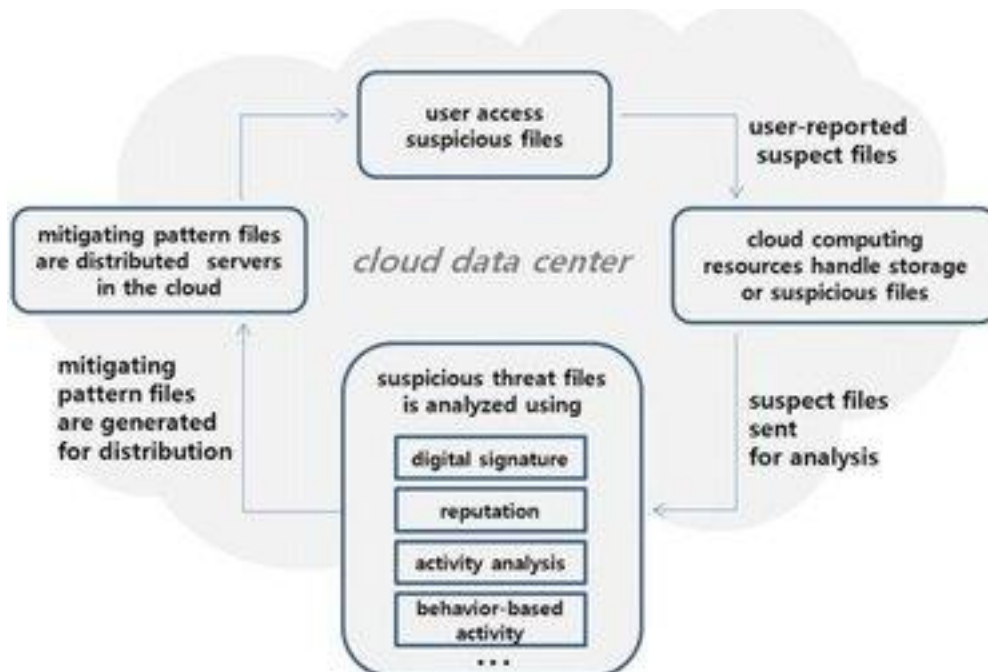 user access
suspicious files
user-reported
suspect files
mitigating pattern files
are distributed servers
in the cloud
cloud data center
cloud computing
resources handle storage
or suspicious files
mitigating
pattern files
are generated
for distribution
suspicious threat files
is analyzed using
digital signature
reputation
activity analysis
behavior-based
activity
...
suspect files
sent
for analysis